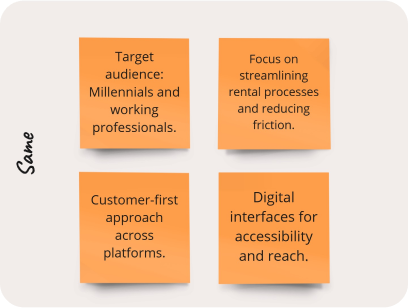 Same
Target
audience:
Millennials and
working
professionals.
Focus on
streamlining
rental processes
and reducing
friction.
Customer-first
approach
across
platforms.
Digital
interfaces for
accessibility
and reach.